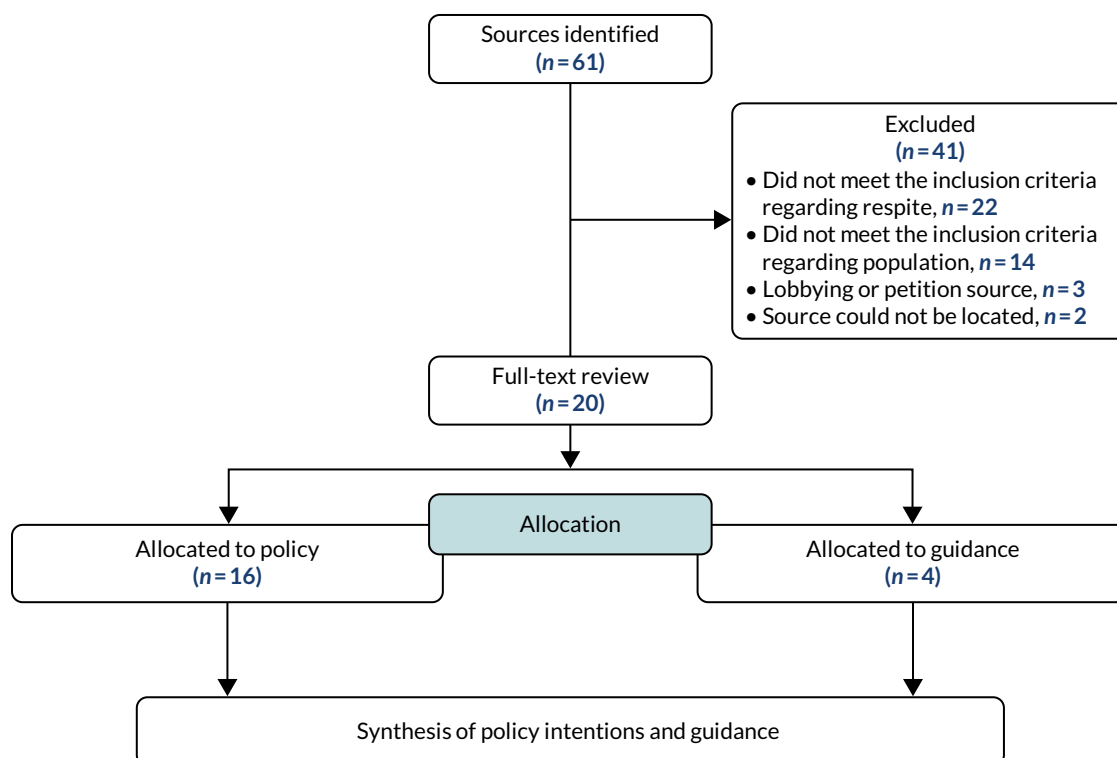 Sources identified
(n=61)
Excluded
(n=41)
• Did not meet the inclusion criteria
regarding respite, n=22
• Did not meet the inclusion criteria
regarding population, n=14
• Lobbying or petition source, n=3
• Source could not be located, n=2
Full-text review
(n=20)
Allocation
Allocated to policy
(n=16)
Allocated to guidance
(n=4)
Synthesis of policy intentions and guidance